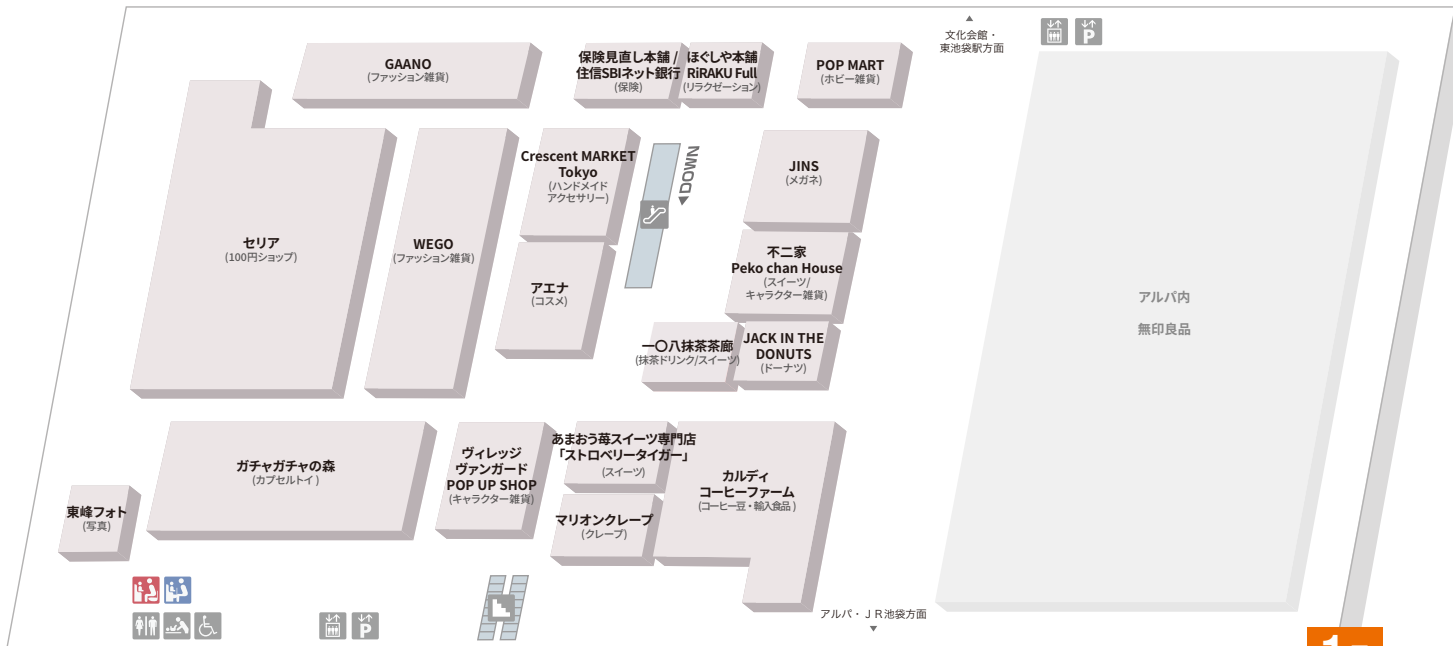 文化会館・
東池袋駅方面
GAANO
(ファッション雑貨)
保険見直し本舗 /
住信SBIネット銀行
(保険)
ほぐしや本舗
RiRAKU Full
(リラクゼーション)
POP MART
(ホビー雑貨)
P
Crescent MARKET
Tokyo
(ハンドメイド
アクセサリー)
DOWN
JINS
(メガネ)
セリア
(100円ショップ)
WEGO
(ファッション雑貨)
アエナ
(コスメ)
不二家
Peko chan House
(スイーツ/
キャラクター雑貨)
アルパ内
無印良品
一〇八抹茶茶廊
(抹茶ドリンク/スイーツ)
JACK IN THE
DONUTS
(ドーナツ)
ガチャガチャの森
(カプセルトイ)
ヴィレッジ
ヴァンガード
POP UP SHOP
(キャラクター雑貨)
あまおう苺スイーツ専門店
「ストロベリータイガー」
(スイーツ)
カルディ
コーヒーファーム
(コーヒー豆・輸入食品)
東峰フォト
(写真)
マリオンクレープ
(クレープ)
P
アルパ・ＪＲ池袋方面